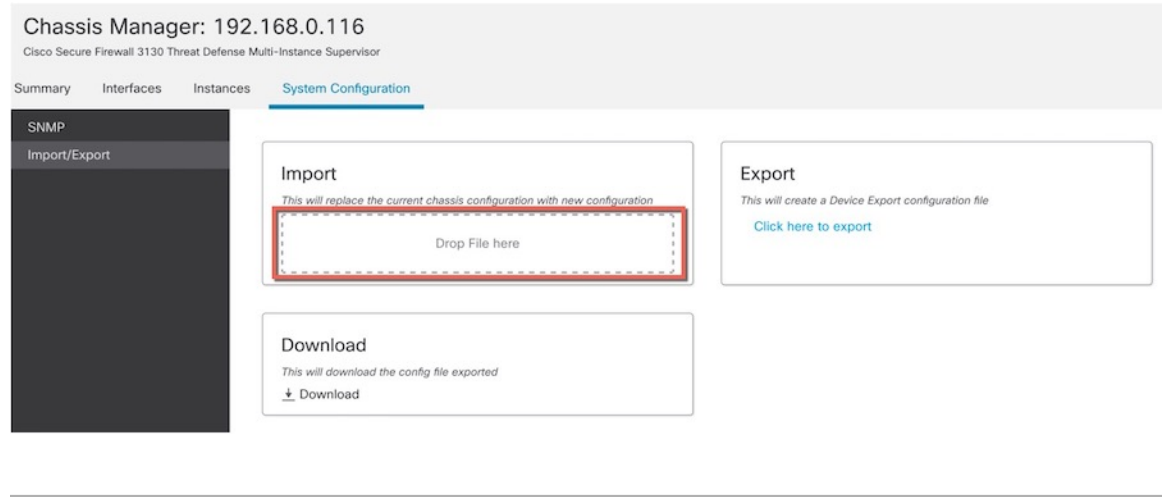 Chassis Manager: 192.168.0.116
Cisco Secure Firewall 3130 Threat Defense Multi-Instance Supervisor
Summary Interfaces Instances System Configuration
SNMP
Import/Export
Import
This will replace the current chassis configuration with new configuration
Drop File here
Export
This will create a Device Export configuration file
Click here to export
Download
This will download the config file exported
Download